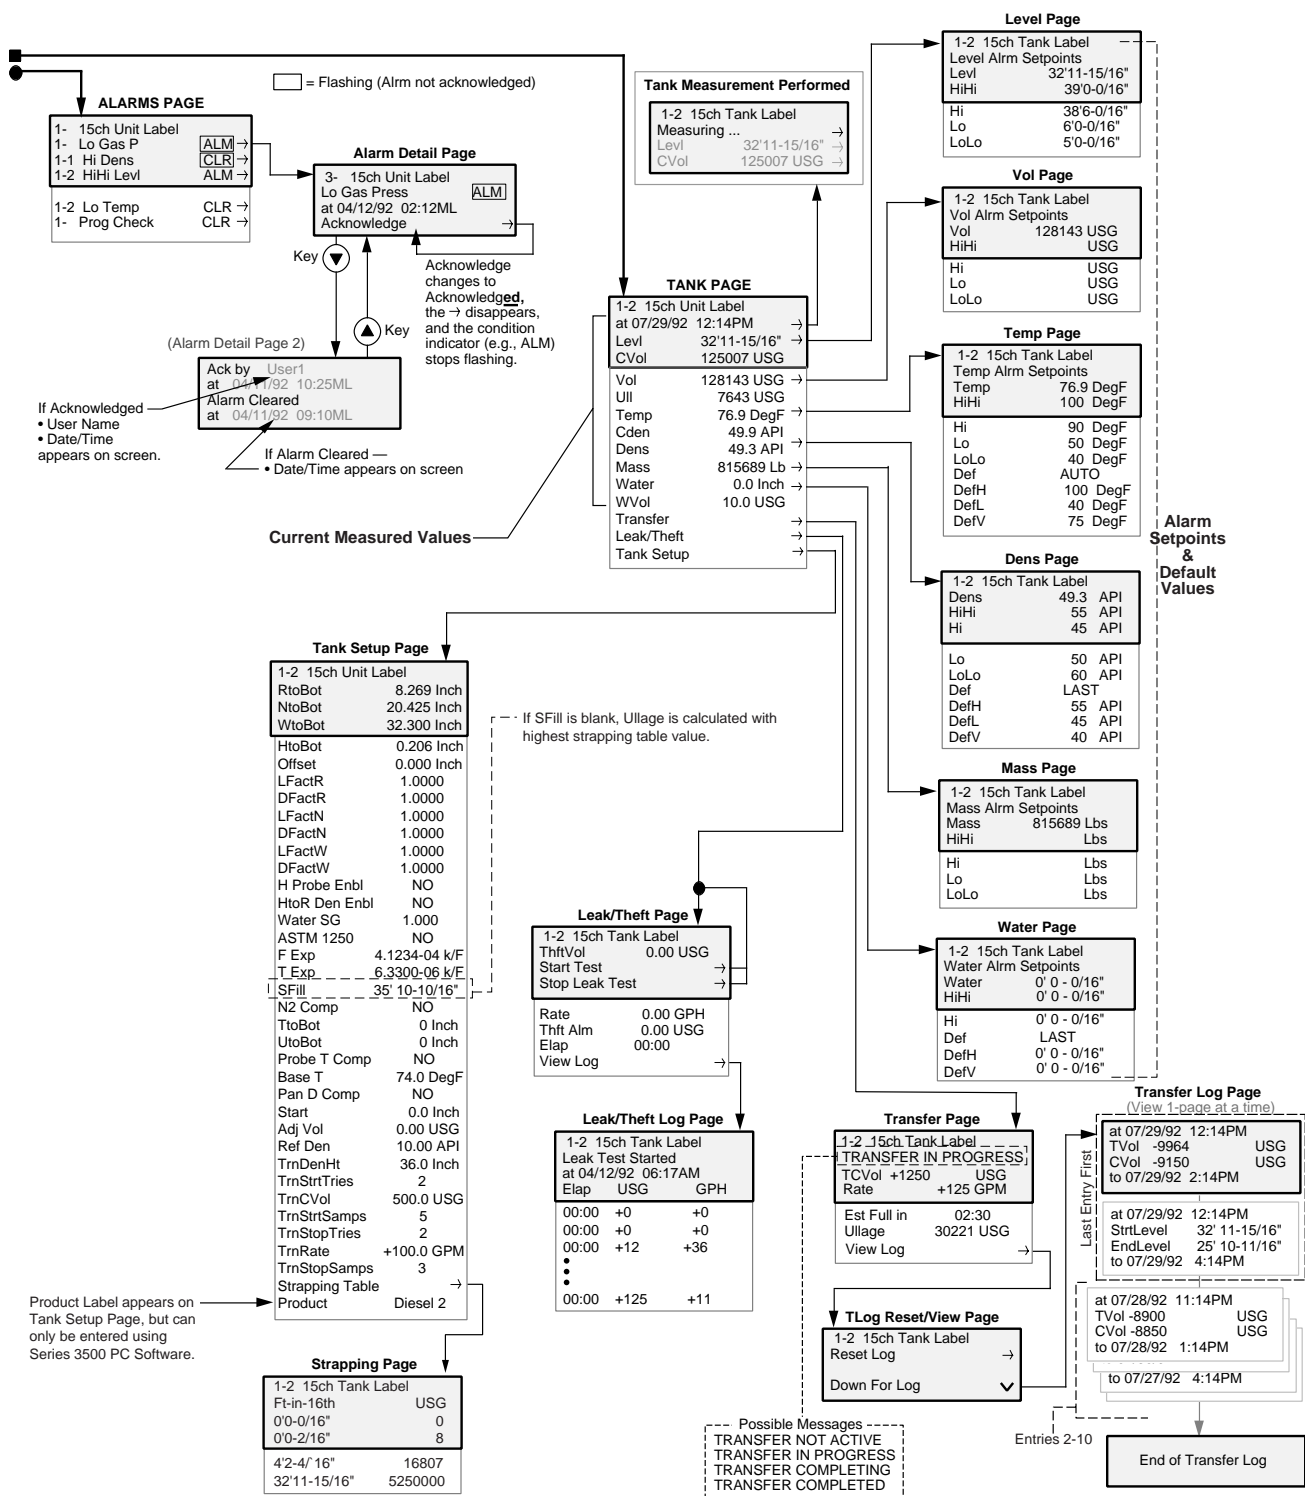 = Flashing (Alrm not acknowledged)
ALARMS PAGE
1-   15ch Unit Label
1-   Lo Gas P   ALM →
1-1  Hi Dens   CLR →
1-2  HiHi Levl   ALM →
1-2  Lo Temp   CLR →
1-   Prog Check   CLR →
Alarm Detail Page
3-   15ch Unit Label
Lo Gas Press   ALM
at 04/12/92  02:12ML
Acknowledge   →
Key
Key
Acknowledge
changes to
Acknowledged,
the → disappears,
and the condition
indicator (e.g., ALM)
stops flashing.
(Alarm Detail Page 2)
Ack by   User1
at   04/11/92  10:25ML
Alarm Cleared
at   04/11/92  09:10ML
If Acknowledged
• User Name
• Date/Time
appears on screen.
If Alarm Cleared —
• Date/Time appears on screen
Tank Measurement Performed
1-2  15ch Tank Label
Measuring ...   →
Levl   32'11-15/16" →
CVol   125007 USG →
TANK PAGE
1-2  15ch Unit Label
at 07/29/92  12:14PM   →
Levl   32'11-15/16" →
CVol   125007 USG
Vol   128143 USG →
Ull   7643 USG
Temp   76.9 DegF →
Cden   49.9 API
Dens   49.3 API →
Mass   815689 Lb →
Water   0.0 Inch →
WVol   10.0 USG
Transfer   →
Leak/Theft   →
Tank Setup   →
Current Measured Values
Level Page
1-2  15ch Tank Label
Level Alrm Setpoints
Levl   32'11-15/16"
HiHi   39'0-0/16"
Hi   38'6-0/16"
Lo   6'0-0/16"
LoLo   5'0-0/16"
Vol Page
1-2  15ch Tank Label
Vol Alrm Setpoints
Vol   128143 USG
HiHi   USG
Hi   USG
Lo   USG
LoLo   USG
Temp Page
1-2  15ch Tank Label
Temp Alrm Setpoints
Temp   76.9 DegF
HiHi   100  DegF
Hi   90  DegF
Lo   50  DegF
LoLo   40  DegF
Def   AUTO
DefH   100  DegF
DefL   40  DegF
DefV   75  DegF
Alarm
Setpoints
&
Default
Values
Dens Page
1-2  15ch Tank Label
Dens   49.3  API
HiHi   55  API
Hi   45  API
Lo   50  API
LoLo   60  API
Def   LAST
DefH   55  API
DefL   45  API
DefV   40  API
Mass Page
1-2  15ch Tank Label
Mass Alrm Setpoints
Mass   815689 Lbs
HiHi   Lbs
Hi   Lbs
Lo   Lbs
LoLo   Lbs
Water Page
1-2  15ch Tank Label
Water Alrm Setpoints
Water   0' 0 - 0/16"
HiHi   0' 0 - 0/16"
Hi   0' 0 - 0/16"
Def   LAST
DefH   0' 0 - 0/16"
DefV   0' 0 - 0/16"
Tank Setup Page
1-2  15ch Unit Label
RtoBot   8.269 Inch
NtoBot   20.425 Inch
WtoBot   32.300 Inch
HtoBot   0.206 Inch
Offset   0.000 Inch
LFactR   1.0000
DFactR   1.0000
LFactN   1.0000
DFactN   1.0000
LFactW   1.0000
DFactW   1.0000
H Probe Enbl   NO
HtoR Den Enbl   NO
Water SG   1.000
ASTM 1250   NO
F Exp   4.1234-04 k/F
T Exp   6.3300-06 k/F
SFill   35' 10-10/16"
N2 Comp   NO
TtoBot   0 Inch
UtoBot   0 Inch
Probe T Comp   NO
Base T   74.0 DegF
Pan D Comp   NO
Start   0.0 Inch
Adj Vol   0.00 USG
Ref Den   10.00 API
TrnDenHt   36.0 Inch
TrnStrtTries   2
TrnCVol   500.0 USG
TrnStrtSamps   5
TrnStopTries   2
TrnRate   +100.0 GPM
TrnStopSamps   3
Strapping Table   →
Product   Diesel 2
If SFill is blank, Ullage is calculated with
highest strapping table value.
Product Label appears on
Tank Setup Page, but can
only be entered using
Series 3500 PC Software.
Strapping Page
1-2  15ch Tank Label
Ft-in-16th   USG
0'0-0/16"   0
0'0-2/16"   8
4'2-4/`16"   16807
32'11-15/16"   5250000
Leak/Theft Page
1-2  15ch Tank Label
ThftVol   0.00 USG
Start Test   →
Stop Leak Test   →
Rate   0.00 GPH
Thft Alm   0.00 USG
Elap   00:00
View Log   →
Leak/Theft Log Page
1-2  15ch Tank Label
Leak Test Started
at 04/12/92  06:17AM
Elap   USG   GPH
00:00   +0   +0
00:00   +0   +0
00:00   +12   +36
00:00   +125   +11
Transfer Page
1-2  15ch Tank Label
TRANSFER IN PROGRESS
TCVol  +1250   USG
Rate   +125 GPM
Est Full in   02:30
Ullage   30221 USG
View Log   →
TLog Reset/View Page
1-2  15ch Tank Label
Reset Log   →
Down For Log
Possible Messages
TRANSFER NOT ACTIVE
TRANSFER IN PROGRESS
TRANSFER COMPLETING
TRANSFER COMPLETED
Transfer Log Page
(View 1-page at a time)
Last Entry First
at 07/29/92  12:14PM
TVol   -9964   USG
CVol  -9150   USG
to 07/29/92  2:14PM
at 07/29/92  12:14PM
StrtLevel   32' 11-15/16"
EndLevel   25' 10-11/16"
to 07/29/92   4:14PM
at 07/28/92  11:14PM
TVol -8900   USG
CVol -8850   USG
to 07/28/92   1:14PM
to 07/27/92   4:14PM
Entries 2-10
End of Transfer Log